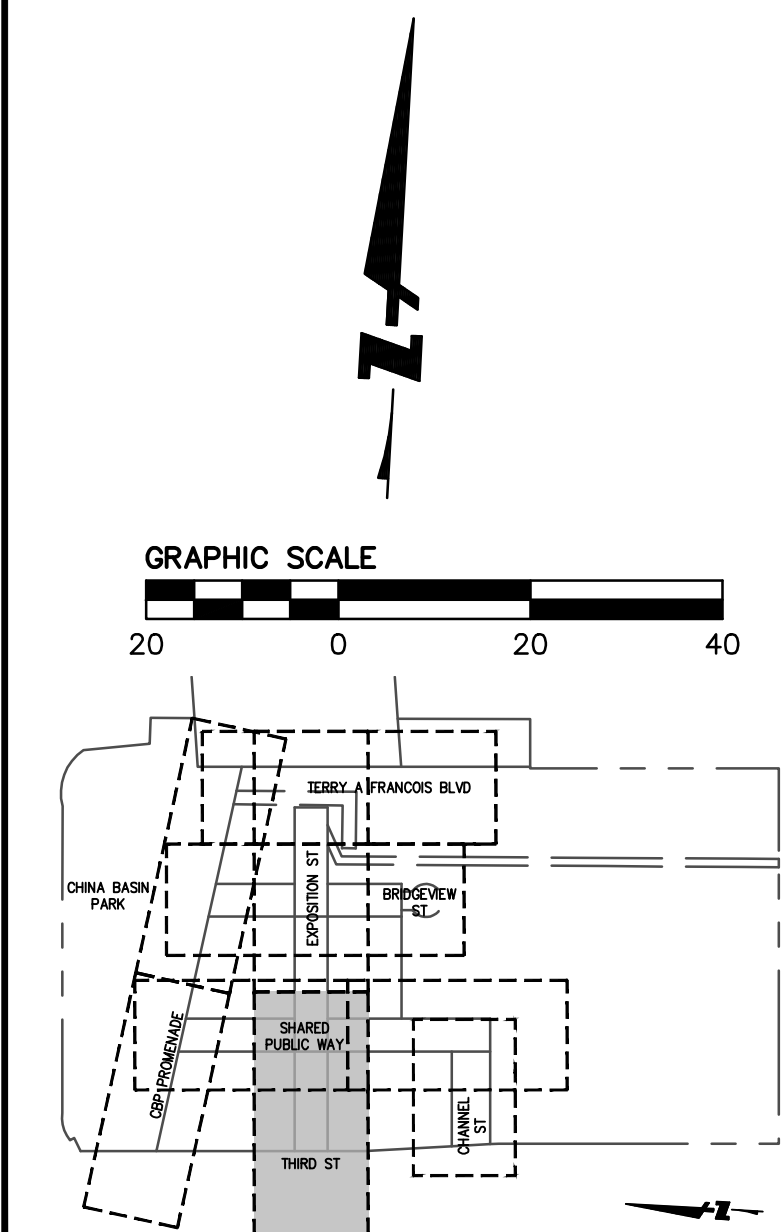 Z
GRAPHIC SCALE
20 0 20 40
TERRY A FRANCOIS BLVD
EXPOSITION ST
CHINA BASIN
PARK
BRIDGEVIEW
ST
SHARED
PUBLIC WAY
CBP PROMENADE
CHANNEL
ST
THIRD ST
Z